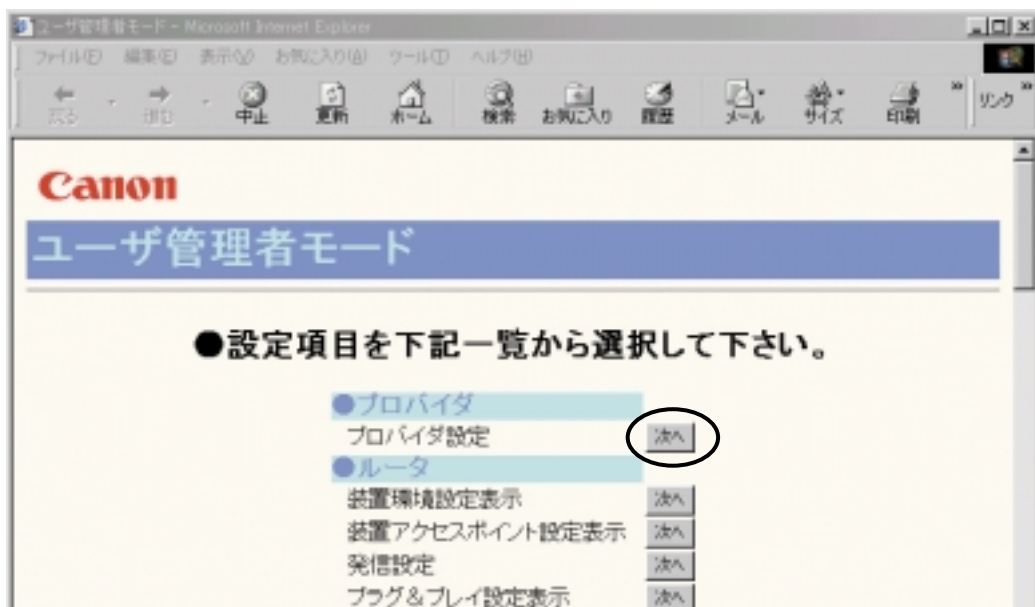 ユーザ管理者モード - Microsoft Internet Explorer
ファイル(F) 編集(E) 表示(V) お気に入り(A) ツール(T) ヘルプ(H)
戻る 進む 中止 更新 ホーム 検索 お気に入り 履歴 メール サイズ 印刷 » リンク »
Canon
ユーザ管理者モード
●設定項目を下記一覧から選択して下さい。
●プロバイダ
プロバイダ設定 次へ
●ルータ
装置環境設定表示 次へ
装置アクセスポイント設定表示 次へ
発信設定 次へ
プラグ&プレイ設定表示 次へ